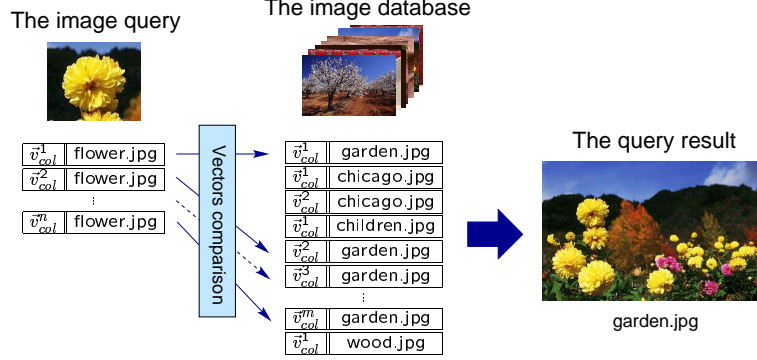 The image query
The image database
v⃗¹col flower.jpg
v⃗²col flower.jpg
⋮
v⃗ⁿcol flower.jpg
Vectors comparison
v⃗¹col garden.jpg
v⃗¹col chicago.jpg
v⃗²col chicago.jpg
v⃗¹col children.jpg
v⃗²col garden.jpg
v⃗³col garden.jpg
⋮
v⃗ᵐcol garden.jpg
v⃗¹col wood.jpg
The query result
garden.jpg